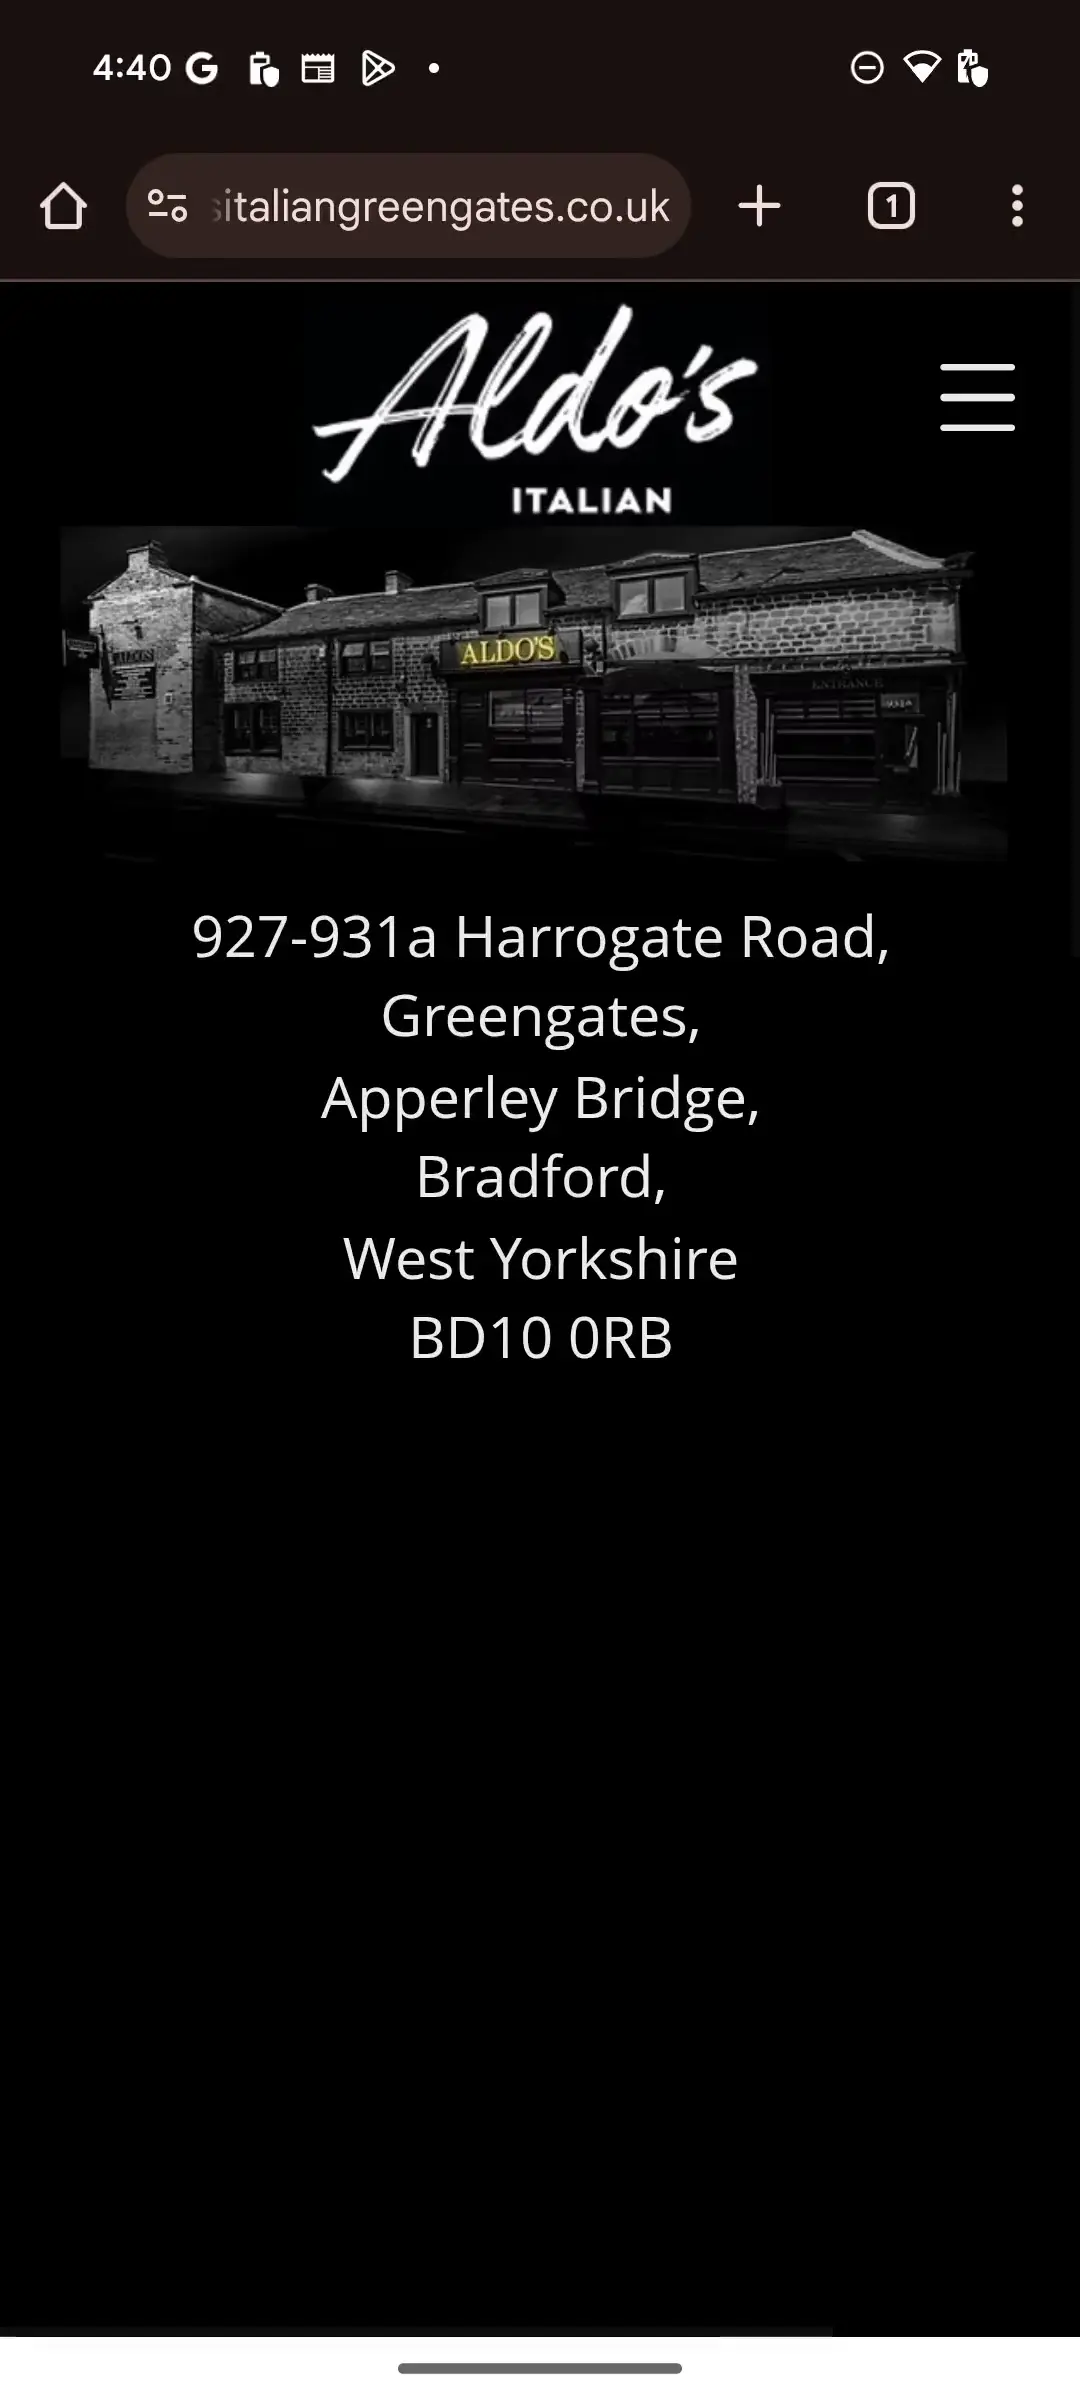 4:40
sitaliangreengates.co.uk
1
Aldo's
ITALIAN
ALDO'S
ENTRANCE
927-931a Harrogate Road,
Greengates,
Apperley Bridge,
Bradford,
West Yorkshire
BD10 0RB